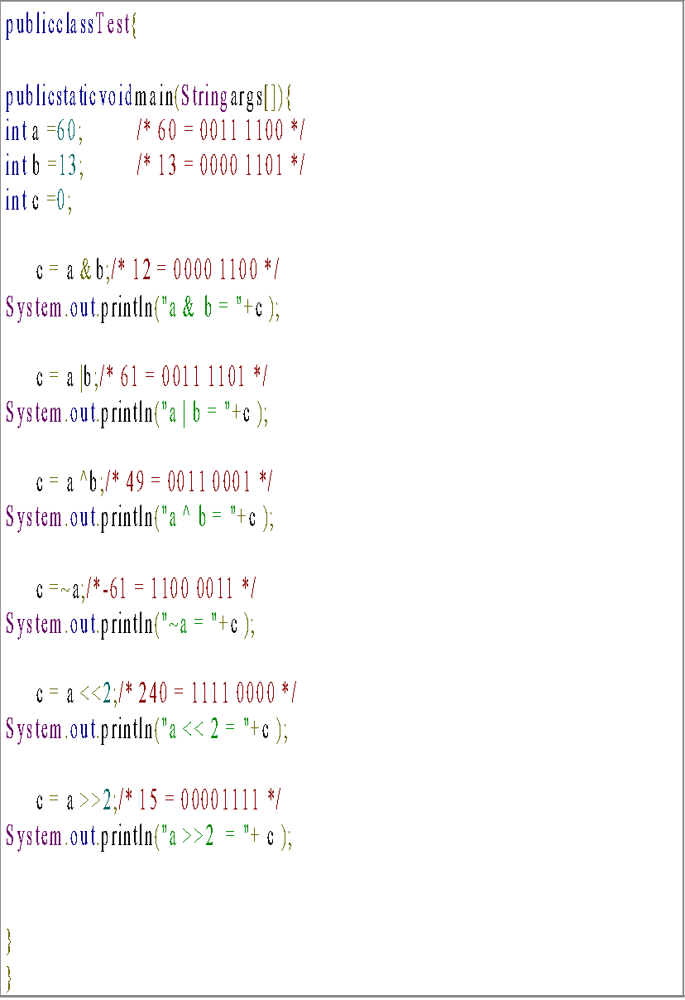 publicclassTest{
publicstaticvoidmain(Stringargs[]){
int a =60;	/* 60 = 0011 1100 */
int b =13;	/* 13 = 0000 1101 */
int c =0;
c = a &b;/* 12 = 0000 1100 */
System.out.println("a & b = "+c );
c = a |b;/* 61 = 0011 1101 */
System.out.println("a | b = "+c );
c = a ^b;/* 49 = 0011 0001 */
System.out.println("a ^ b = "+c );
c =~a;/*-61 = 1100 0011 */
System.out.println("~a = "+c );
c = a <<2;/* 240 = 1111 0000 */
System.out.println("a << 2 = "+c );
c = a >>2;/* 15 = 00001111 */
System.out.println("a >>2 = "+ c );
}
}